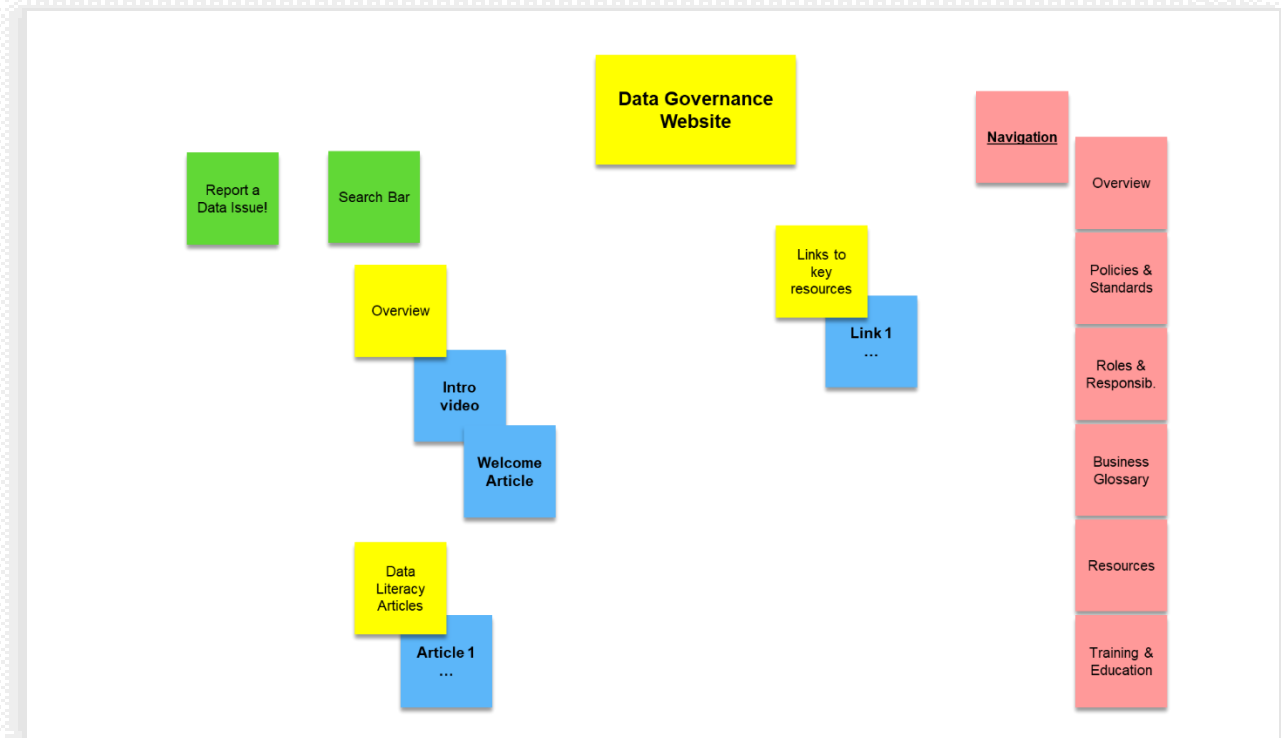 Data Governance
Website
Navigation
Report a
Data Issue!
Search Bar
Overview
Intro
video
Welcome
Article
Data
Literacy
Articles
Article 1
...
Links to
key
resources
Link 1
...
Overview
Policies &
Standards
Roles &
Responsib.
Business
Glossary
Resources
Training &
Education